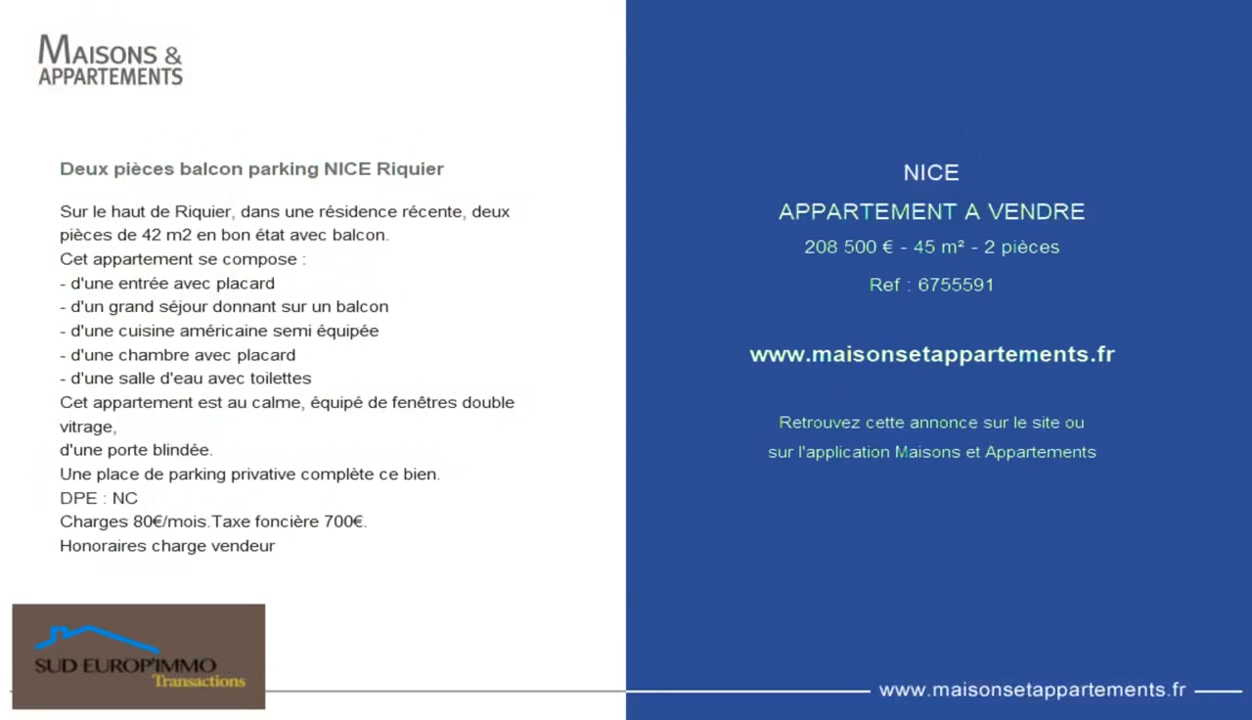 MAISONS &
APPARTEMENTS
Deux pièces balcon parking NICE Riquier
Sur le haut de Riquier, dans une résidence récente, deux
pièces de 42 m2 en bon état avec balcon.
Cet appartement se compose :
- d'une entrée avec placard
- d'un grand séjour donnant sur un balcon
- d'une cuisine américaine semi équipée
- d'une chambre avec placard
- d'une salle d'eau avec toilettes
Cet appartement est au calme, équipé de fenêtres double
vitrage,
d'une porte blindée.
Une place de parking privative complète ce bien.
DPE : NC
Charges 80€/mois.Taxe foncière 700€.
Honoraires charge vendeur
SUD EUROP'IMMO
Transactions
NICE
APPARTEMENT A VENDRE
208 500 € - 45 m² - 2 pièces
Ref : 6755591
www.maisonsetappartements.fr
Retrouvez cette annonce sur le site ou
sur l'application Maisons et Appartements
www.maisonsetappartements.fr